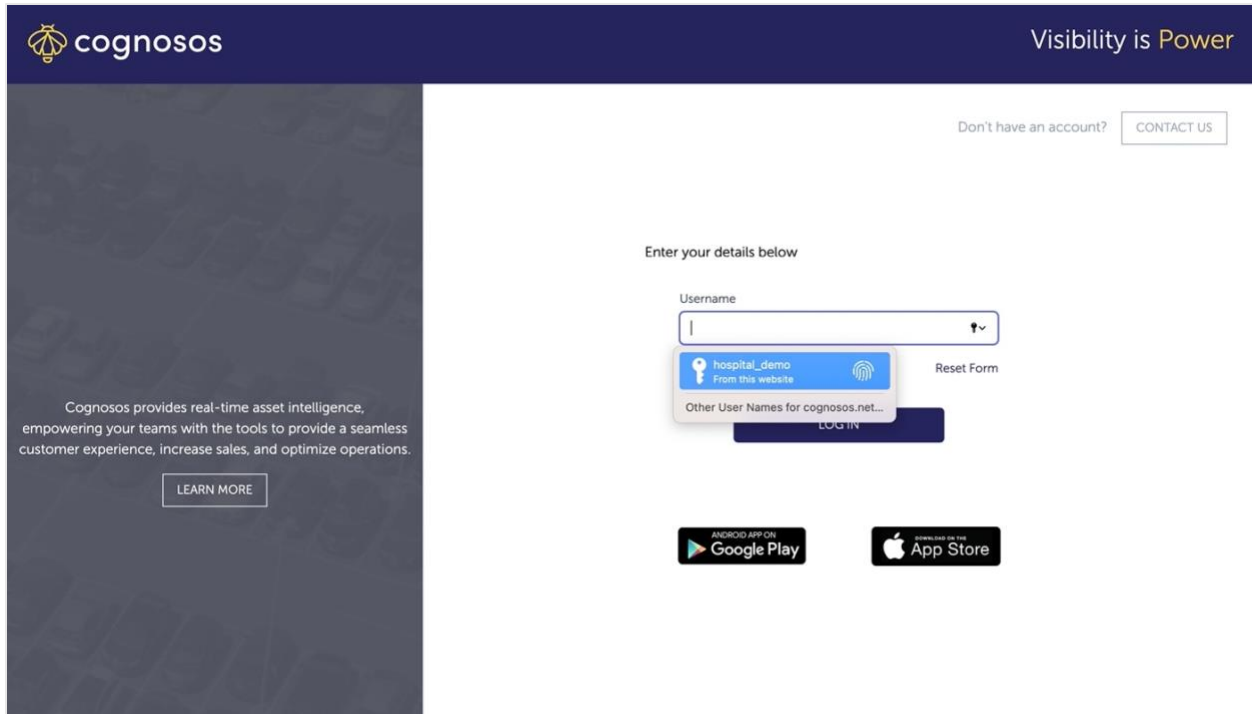 cognosos
Visibility is Power
Don't have an account?
CONTACT US
Enter your details below
Username
hospital_demo
From this website
Reset Form
Other User Names for cognosos.net...
LOG IN
Cognosos provides real-time asset intelligence,
empowering your teams with the tools to provide a seamless
customer experience, increase sales, and optimize operations.
LEARN MORE
ANDROID APP ON
Google Play
DOWNLOAD ON THE
App Store